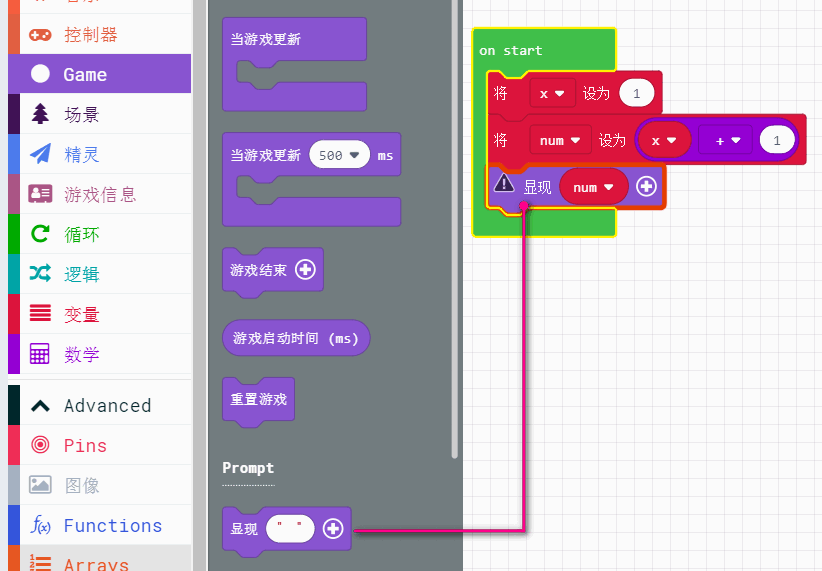 控制器
Game
场景
精灵
游戏信息
循环
逻辑
变量
数学
Advanced
Pins
图像
Functions
Arrays
当游戏更新
当游戏更新 500 ms
游戏结束
游戏启动时间 (ms)
重置游戏
Prompt
显现 " "
on start
将 x 设为 1
将 num 设为 x + 1
显现 num